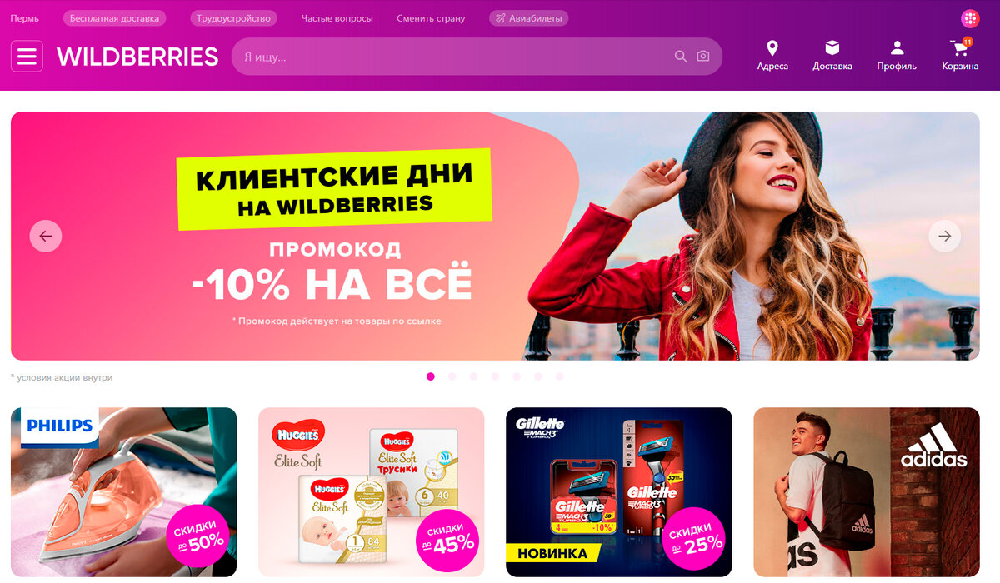 Пермь
Бесплатная доставка
Трудоустройство
Частые вопросы
Сменить страну
Авиабилеты
WILDBERRIES
Я ищу...
Адреса
Доставка
Профиль
11
Корзина
КЛИЕНТСКИЕ ДНИ
НА WILDBERRIES
ПРОМОКОД
-10% НА ВСЁ
* Промокод действует на товары по ссылке
* условия акции внутри
PHILIPS
СКИДКИ
до 50%
HUGGIES
Elite Soft
HUGGIES
Elite Soft
трусики
6
40
HUGGIES
Elite Soft
1
84
СКИДКИ
до 45%
Gillette
MACH3
TURBO
Gillette
MACH3
TURBO
3D
4
-10%
Gillette
MACH3
TURBO
3D
НОВИНКА
СКИДКИ
до 25%
adidas
adidas